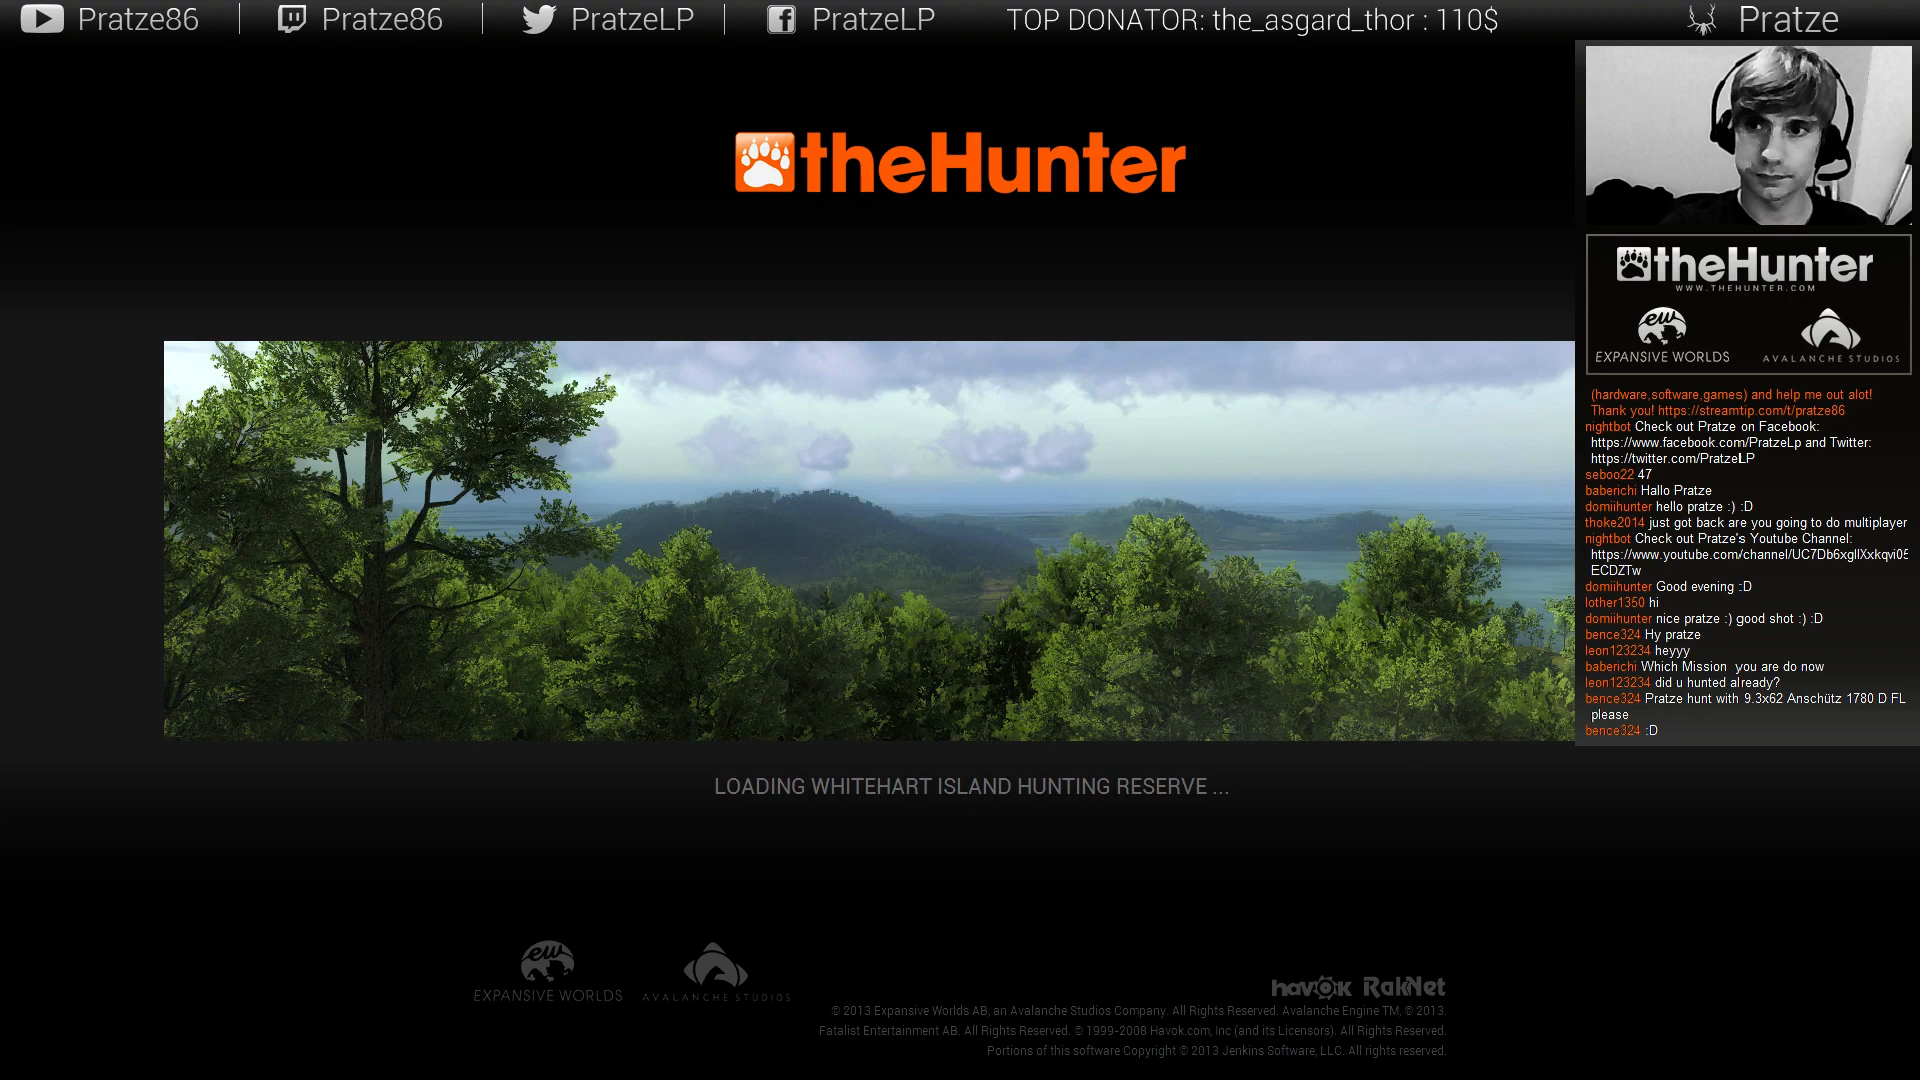 Pratze86
Pratze86
PratzeLP
PratzeLP
TOP DONATOR: the_asgard_thor : 110$
Pratze
theHunter
theHunter
WWW.THEHUNTER.COM
ew
EXPANSIVE WORLDS
AVALANCHE STUDIOS
(hardware,software,games) and help me out alot!
Thank you! https://streamtip.com/t/pratze86
nightbot Check out Pratze on Facebook:
https://www.facebook.com/PratzeLp and Twitter:
https://twitter.com/PratzelLP
seboo22 47
baberichi Hallo Pratze
domiihunter hello pratze :) :D
thoke2014 just got back are you going to do multiplayer
nightbot Check out Pratze's Youtube Channel:
ECDZTw
domiihunter Good evening :D
lother1350 hi
domiihunter nice pratze :) good shot :) :D
bence324 Hy pratze
leon123234 heyyy
baberichi Which Mission  you are do now
leon123234 did u hunted already?
bence324 Pratze hunt with 9.3x62 Anschütz 1780 D FL
please
bence324 :D
LOADING WHITEHART ISLAND HUNTING RESERVE ...
ew
EXPANSIVE WORLDS
AVALANCHE STUDIOS
havok RakNet
© 2013 Expansive Worlds AB, an Avalanche Studios Company. All Rights Reserved. Avalanche Engine TM, © 2013.
Fatalist Entertainment AB. All Rights Reserved. © 1999-2008 Havok.com, Inc (and its Licensors). All Rights Reserved.
Portions of this software Copyright © 2013 Jenkins Software, LLC. All rights reserved.